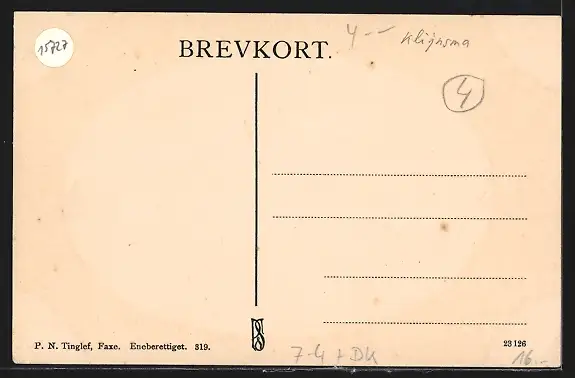 15727
BREVKORT.
4 -- Klijnsma
4
P. N. Tinglef, Faxe. Eneberettiget. 319.
23126
7-4 + DK
16.-